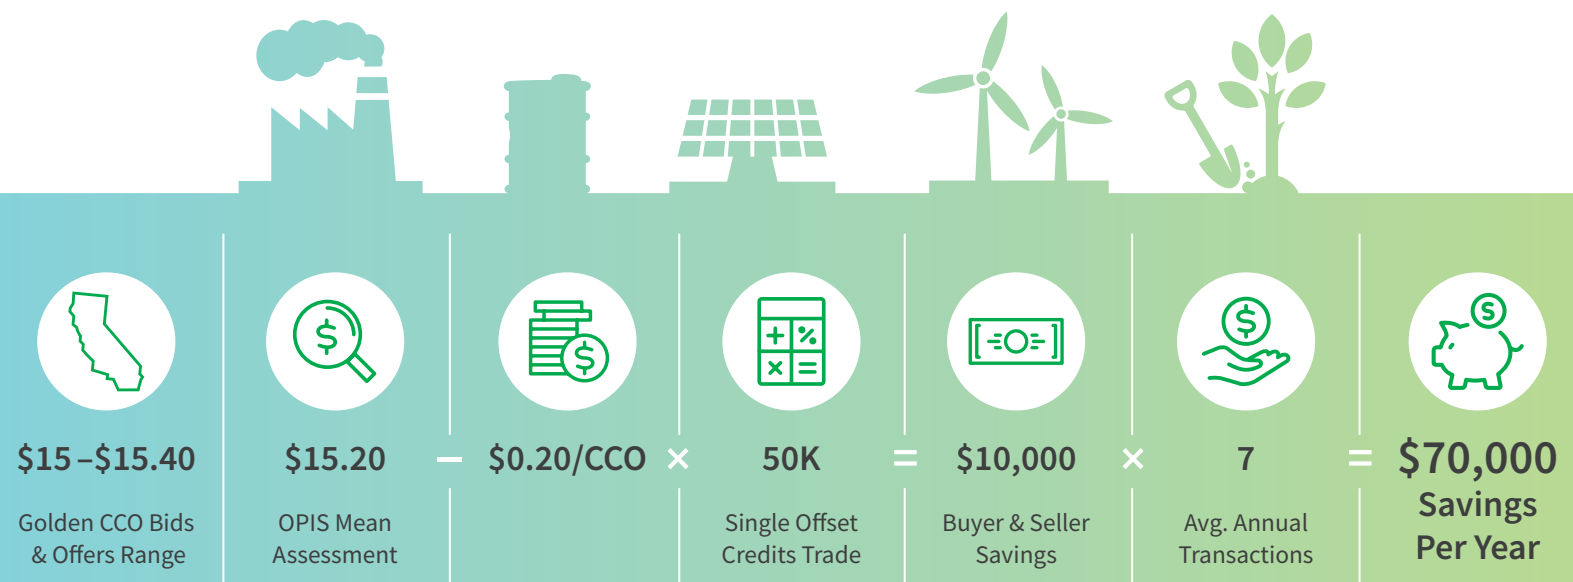 $15–$15.40
Golden CCO Bids
& Offers Range
$15.20
OPIS Mean
Assessment
–
$0.20/CCO
×
50K
Single Offset
Credits Trade
=
$10,000
Buyer & Seller
Savings
×
7
Avg. Annual
Transactions
=
$70,000
Savings
Per Year